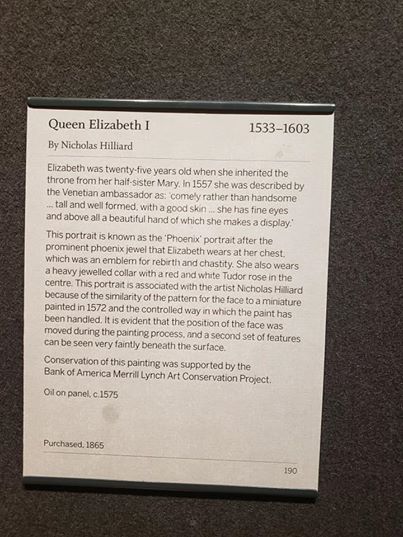 Queen Elizabeth I 1533–1603
By Nicholas Hilliard
Elizabeth was twenty-five years old when she inherited the
throne from her half-sister Mary. In 1557 she was described by
the Venetian ambassador as: ‘comely rather than handsome
... tall and well formed, with a good skin ... she has fine eyes
and above all a beautiful hand of which she makes a display.’
This portrait is known as the ‘Phoenix’ portrait after the
prominent phoenix jewel that Elizabeth wears at her chest,
which was an emblem for rebirth and chastity. She also wears
a heavy jewelled collar with a red and white Tudor rose in the
centre. This portrait is associated with the artist Nicholas Hilliard
because of the similarity of the pattern for the face to a miniature
painted in 1572 and the controlled way in which the paint has
been handled. It is evident that the position of the face was
moved during the painting process, and a second set of features
can be seen very faintly beneath the surface.
Conservation of this painting was supported by the
Bank of America Merrill Lynch Art Conservation Project.
Oil on panel, c.1575
Purchased, 1865
190